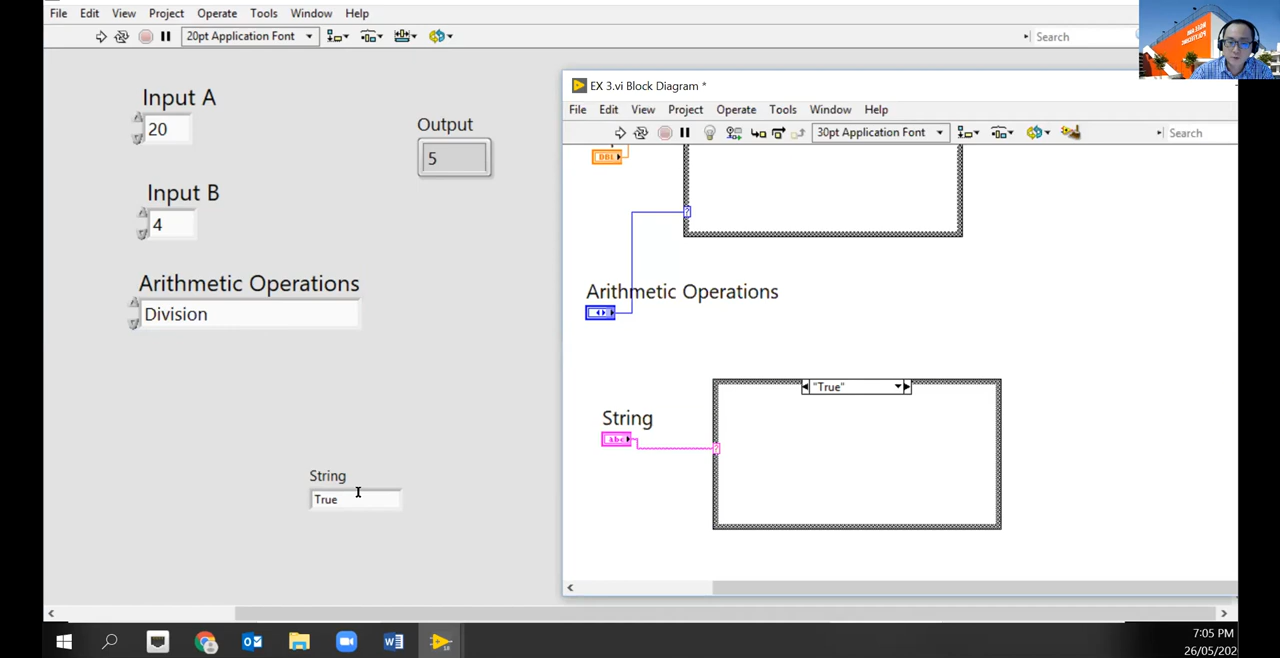 File Edit View Project Operate Tools Window Help
20pt Application Font
Search
Input A
20
Output
5
Input B
4
Arithmetic Operations
Division
String
True
EX 3.vi Block Diagram *
File Edit View Project Operate Tools Window Help
30pt Application Font
Search
DBL
?
Arithmetic Operations
"True"
String
abc
?
7:05 PM
26/05/202